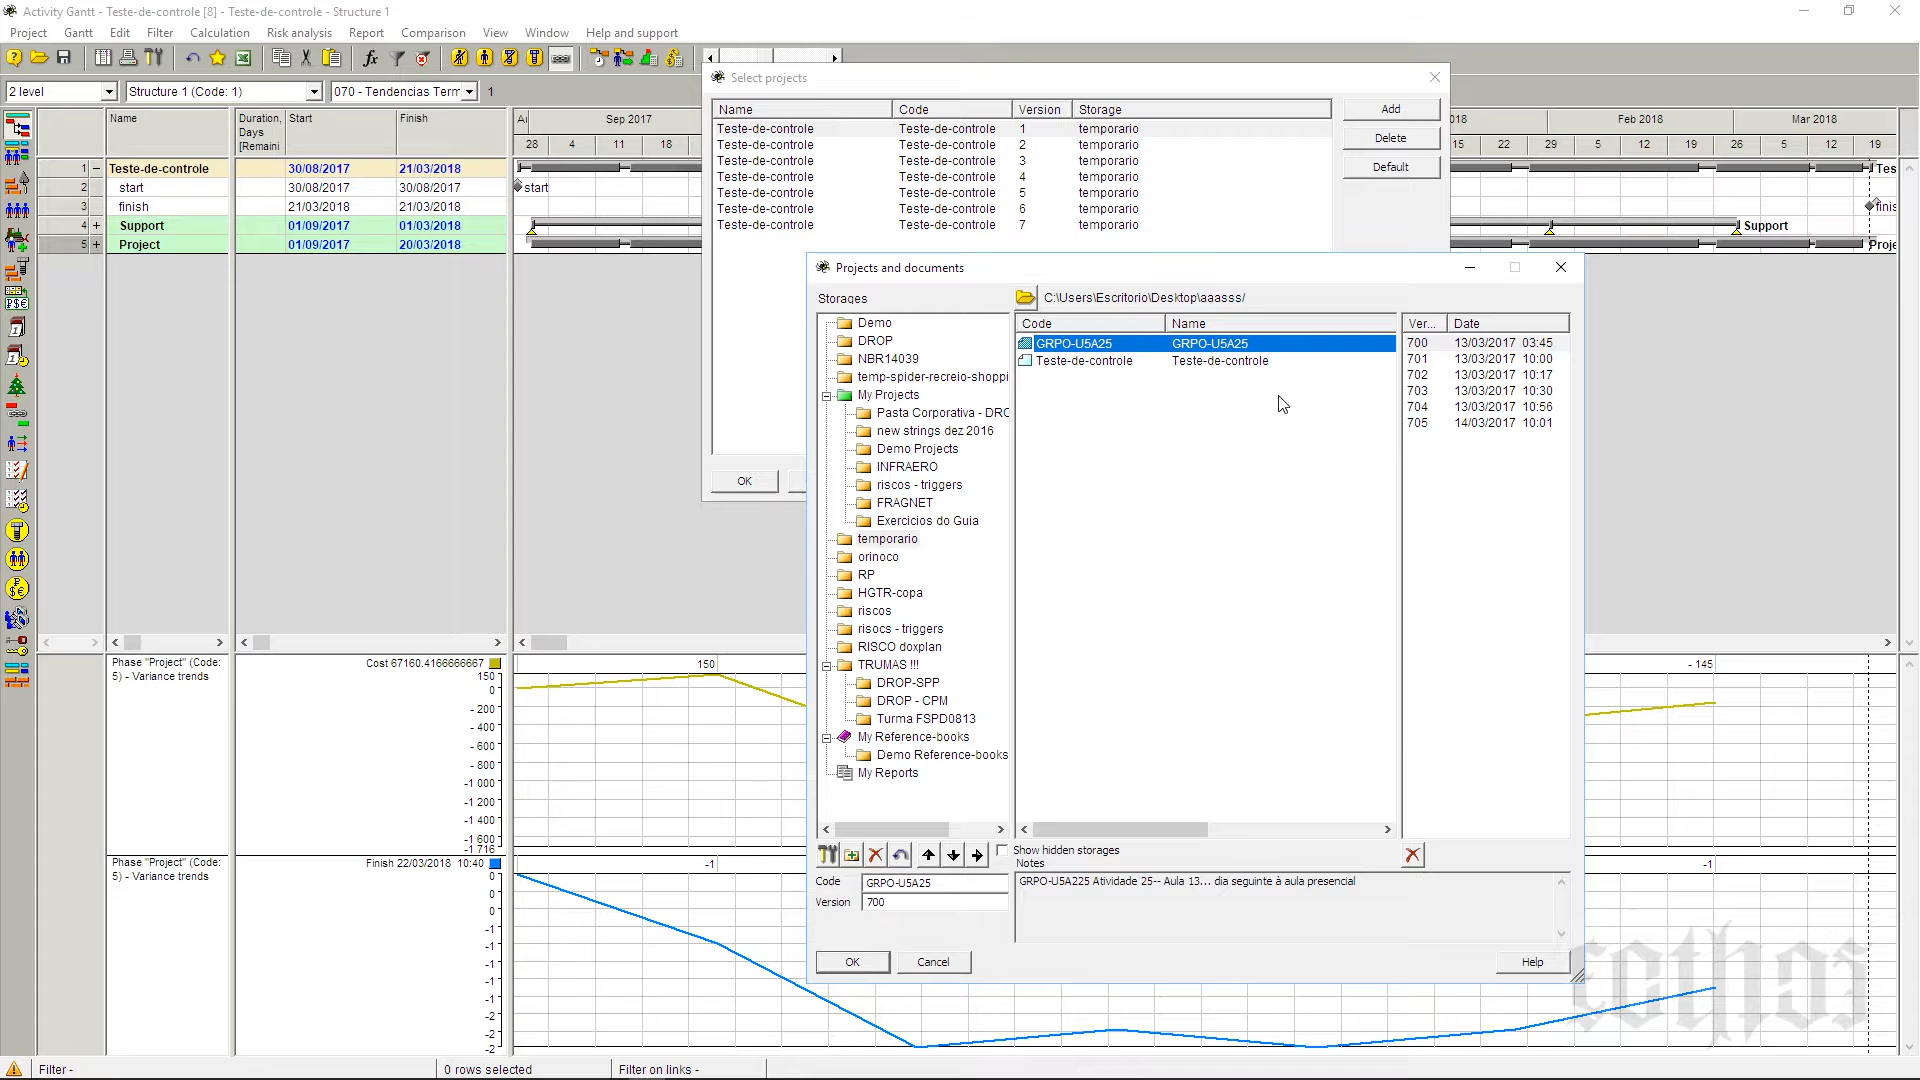 Activity Gantt - Teste-de-controle [8] - Teste-de-controle - Structure 1
Project Gantt Edit Filter Calculation Risk analysis Report Comparison View Window Help and support
2 level Structure 1 (Code: 1) 070 - Tendencias Term 1
Name Duration, Days [Remaini Start Finish
Sep 2017 Feb 2018 Mar 2018
28 4 11 18 15 22 29 5 12 19 26 5 12 19
1 Teste-de-controle 30/08/2017 21/03/2018
2 start 30/08/2017 30/08/2017 start
3 finish 21/03/2018 21/03/2018
4 Support 01/09/2017 01/03/2018 Support
5 Project 01/09/2017 20/03/2018
Select projects
Name Code Version Storage
Teste-de-controle Teste-de-controle 1 temporario
Teste-de-controle Teste-de-controle 2 temporario
Teste-de-controle Teste-de-controle 3 temporario
Teste-de-controle Teste-de-controle 4 temporario
Teste-de-controle Teste-de-controle 5 temporario
Teste-de-controle Teste-de-controle 6 temporario
Teste-de-controle Teste-de-controle 7 temporario
Add
Delete
Default
OK
Projects and documents
Storages
C:\Users\Escritorio\Desktop\aaasss/
Demo
DROP
NBR14039
temp-spider-recreio-shoppi
My Projects
Pasta Corporativa - DRO
new strings dez 2016
Demo Projects
INFRAERO
riscos - triggers
FRAGNET
Exercicios do Guia
temporario
orinoco
RP
HGTR-copa
riscos
risocs - triggers
RISCO doxplan
TRUMAS !!!
DROP-SPP
DROP - CPM
Turma FSPD0813
My Reference-books
Demo Reference-books
My Reports
Code Name
GRPO-U5A25 GRPO-U5A25
Teste-de-controle Teste-de-controle
Ver... Date
700 13/03/2017 03:45
701 13/03/2017 10:00
702 13/03/2017 10:17
703 13/03/2017 10:30
704 13/03/2017 10:56
705 14/03/2017 10:01
Show hidden storages
Notes
Code GRPO-U5A25
Version 700
GRPO-U5A225 Atividade 25-- Aula 13... dia seguinte à aula presencial
OK Cancel Help
Phase "Project" (Code: 5) - Variance trends
Cost 67160.4166666667
150
0
- 200
- 400
- 600
- 800
-1 000
-1 200
-1 400
-1 600
-1 716
150 - 145
Phase "Project" (Code: 5) - Variance trends
Finish 22/03/2018 10:40
0
0
0
-1
-1
-1
-1
-2
-2
-2
-1 -1
Filter - 0 rows selected Filter on links -